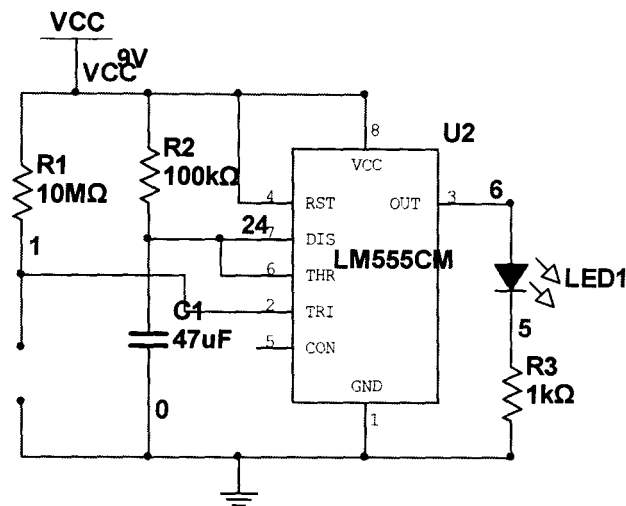 VCC
9V
VCC
8
U2
R1
10MΩ
R2
100kΩ
VCC
4
RST
OUT
3
6
1
24
7
DIS
LM555CM
LED1
6
THR
2
TRI
C1
47uF
5
CON
5
R3
1kΩ
0
GND
1